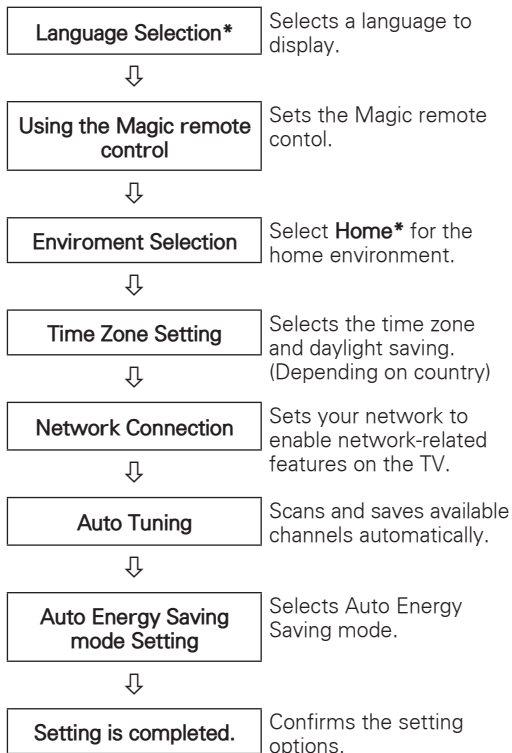 Language Selection*
Selects a language to
display.
Using the Magic remote
control
Sets the Magic remote
contol.
Enviroment Selection
Select Home* for the
home environment.
Time Zone Setting
Selects the time zone
and daylight saving.
(Depending on country)
Network Connection
Sets your network to
enable network-related
features on the TV.
Auto Tuning
Scans and saves available
channels automatically.
Auto Energy Saving
mode Setting
Selects Auto Energy
Saving mode.
Setting is completed.
Confirms the setting
options.